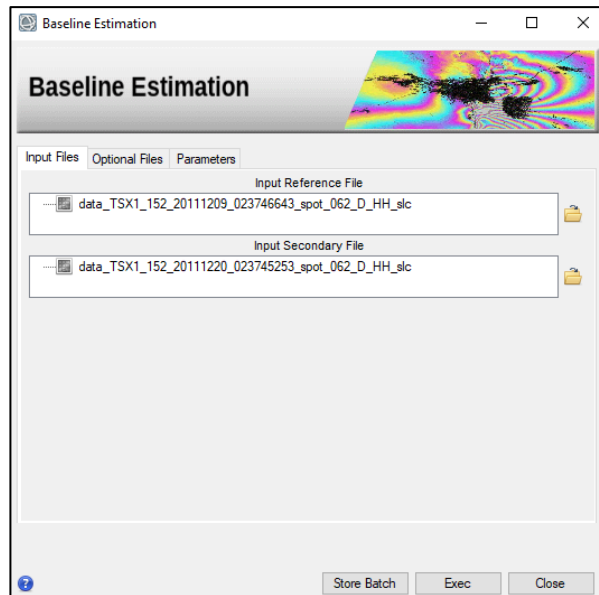 Baseline Estimation
Baseline Estimation
Input Files Optional Files Parameters
Input Reference File
data_TSX1_152_20111209_023746643_spot_062_D_HH_slc
Input Secondary File
data_TSX1_152_20111220_023745253_spot_062_D_HH_slc
? Store Batch Exec Close